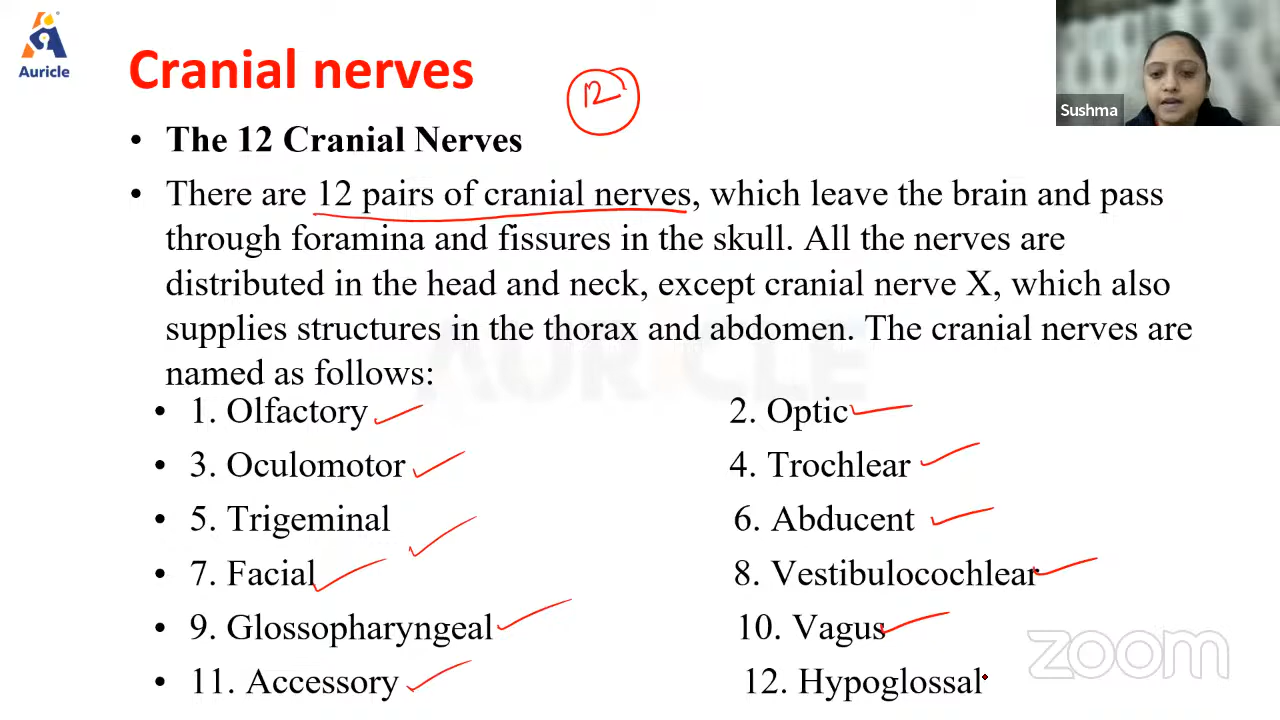 Auricle
Cranial nerves
12
Sushma
• The 12 Cranial Nerves
• There are 12 pairs of cranial nerves, which leave the brain and pass
through foramina and fissures in the skull. All the nerves are
distributed in the head and neck, except cranial nerve X, which also
supplies structures in the thorax and abdomen. The cranial nerves are
named as follows:
AURICLE
• 1. Olfactory 2. Optic
• 3. Oculomotor 4. Trochlear
• 5. Trigeminal 6. Abducent
• 7. Facial 8. Vestibulocochlear
• 9. Glossopharyngeal 10. Vagus
• 11. Accessory 12. Hypoglossal
zoom